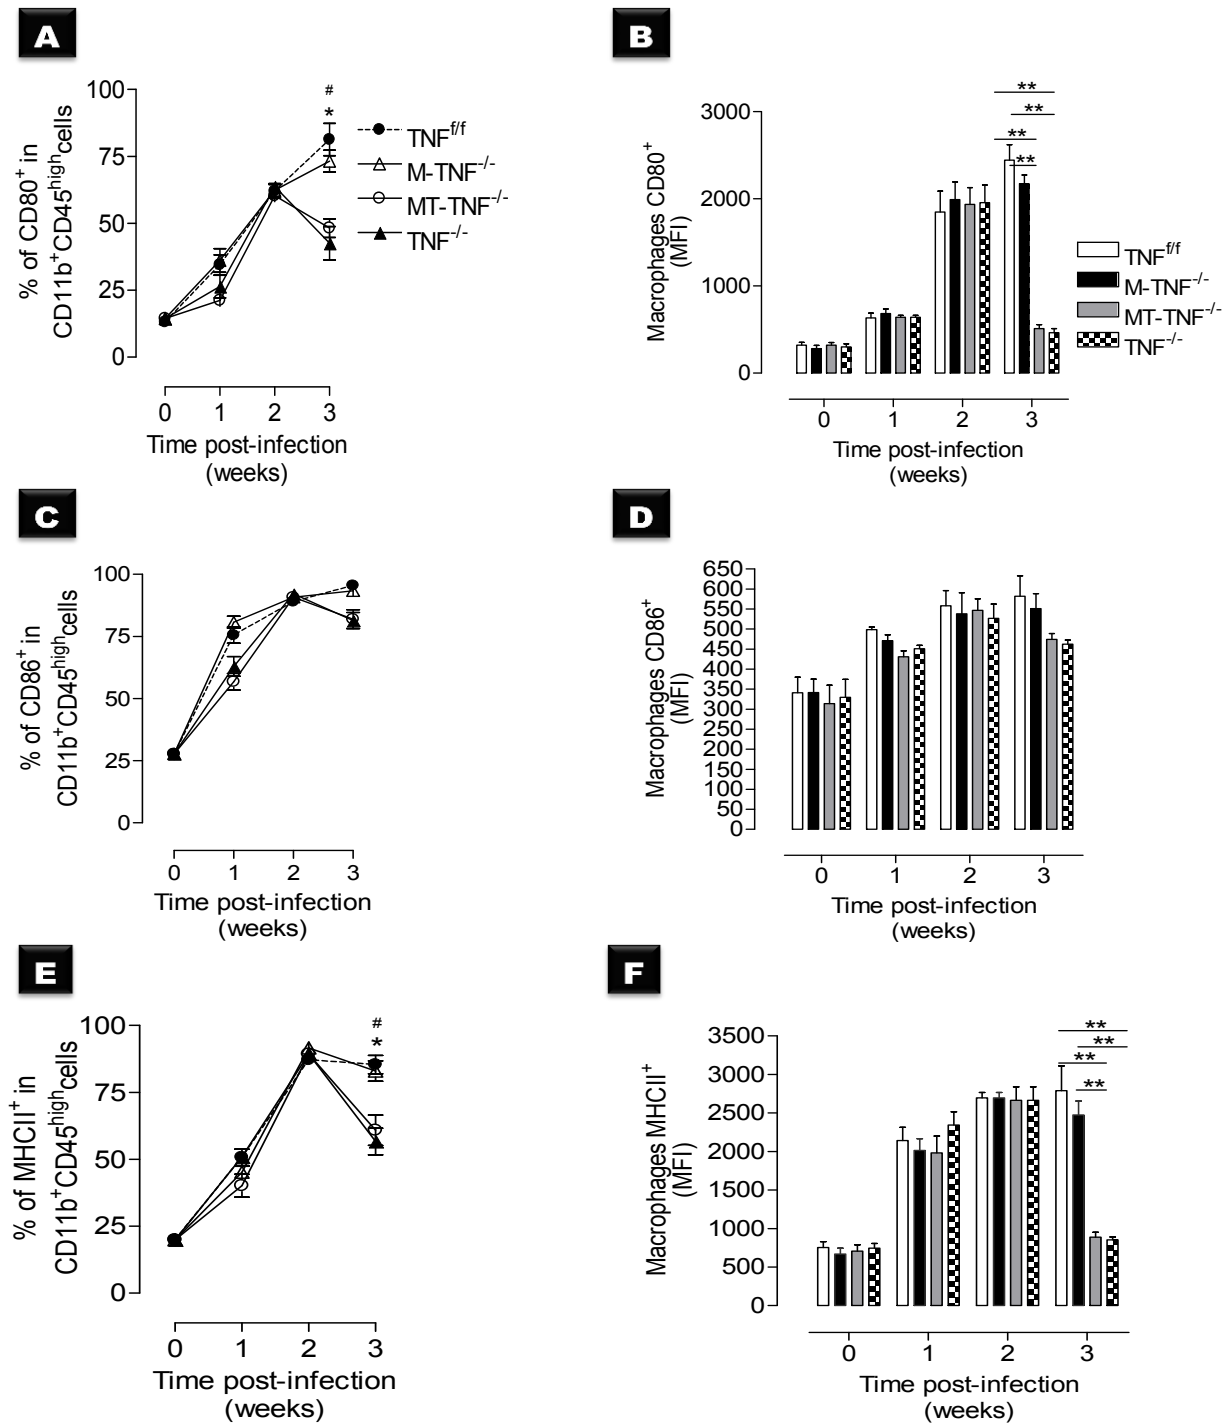 A
% of CD80⁺ in
CD11b⁺CD45ʰⁱᵍʰcells
100
75
50
25
0
#
*
TNFᶠ/ᶠ
M-TNF⁻/⁻
MT-TNF⁻/⁻
TNF⁻/⁻
0 1 2 3
Time post-infection
(weeks)
B
Macrophages CD80⁺
(MFI)
3000
2000
1000
0
**
**
**
**
TNFᶠ/ᶠ
M-TNF⁻/⁻
MT-TNF⁻/⁻
TNF⁻/⁻
0 1 2 3
Time post-infection
(weeks)
C
% of CD86⁺ in
CD11b⁺CD45ʰⁱᵍʰcells
100
75
50
25
0
0 1 2 3
Time post-infection
(weeks)
D
Macrophages CD86⁺
(MFI)
650
600
550
500
450
400
350
300
250
200
150
100
50
0
0 1 2 3
Time post-infection
(weeks)
E
% of MHCII⁺ in
CD11b⁺CD45ʰⁱᵍʰcells
100
75
50
25
0
#
*
0 1 2 3
Time post-infection
(weeks)
F
Macrophages MHCII⁺
(MFI)
3500
3000
2500
2000
1500
1000
500
0
**
**
**
**
0 1 2 3
Time post-infection
(weeks)